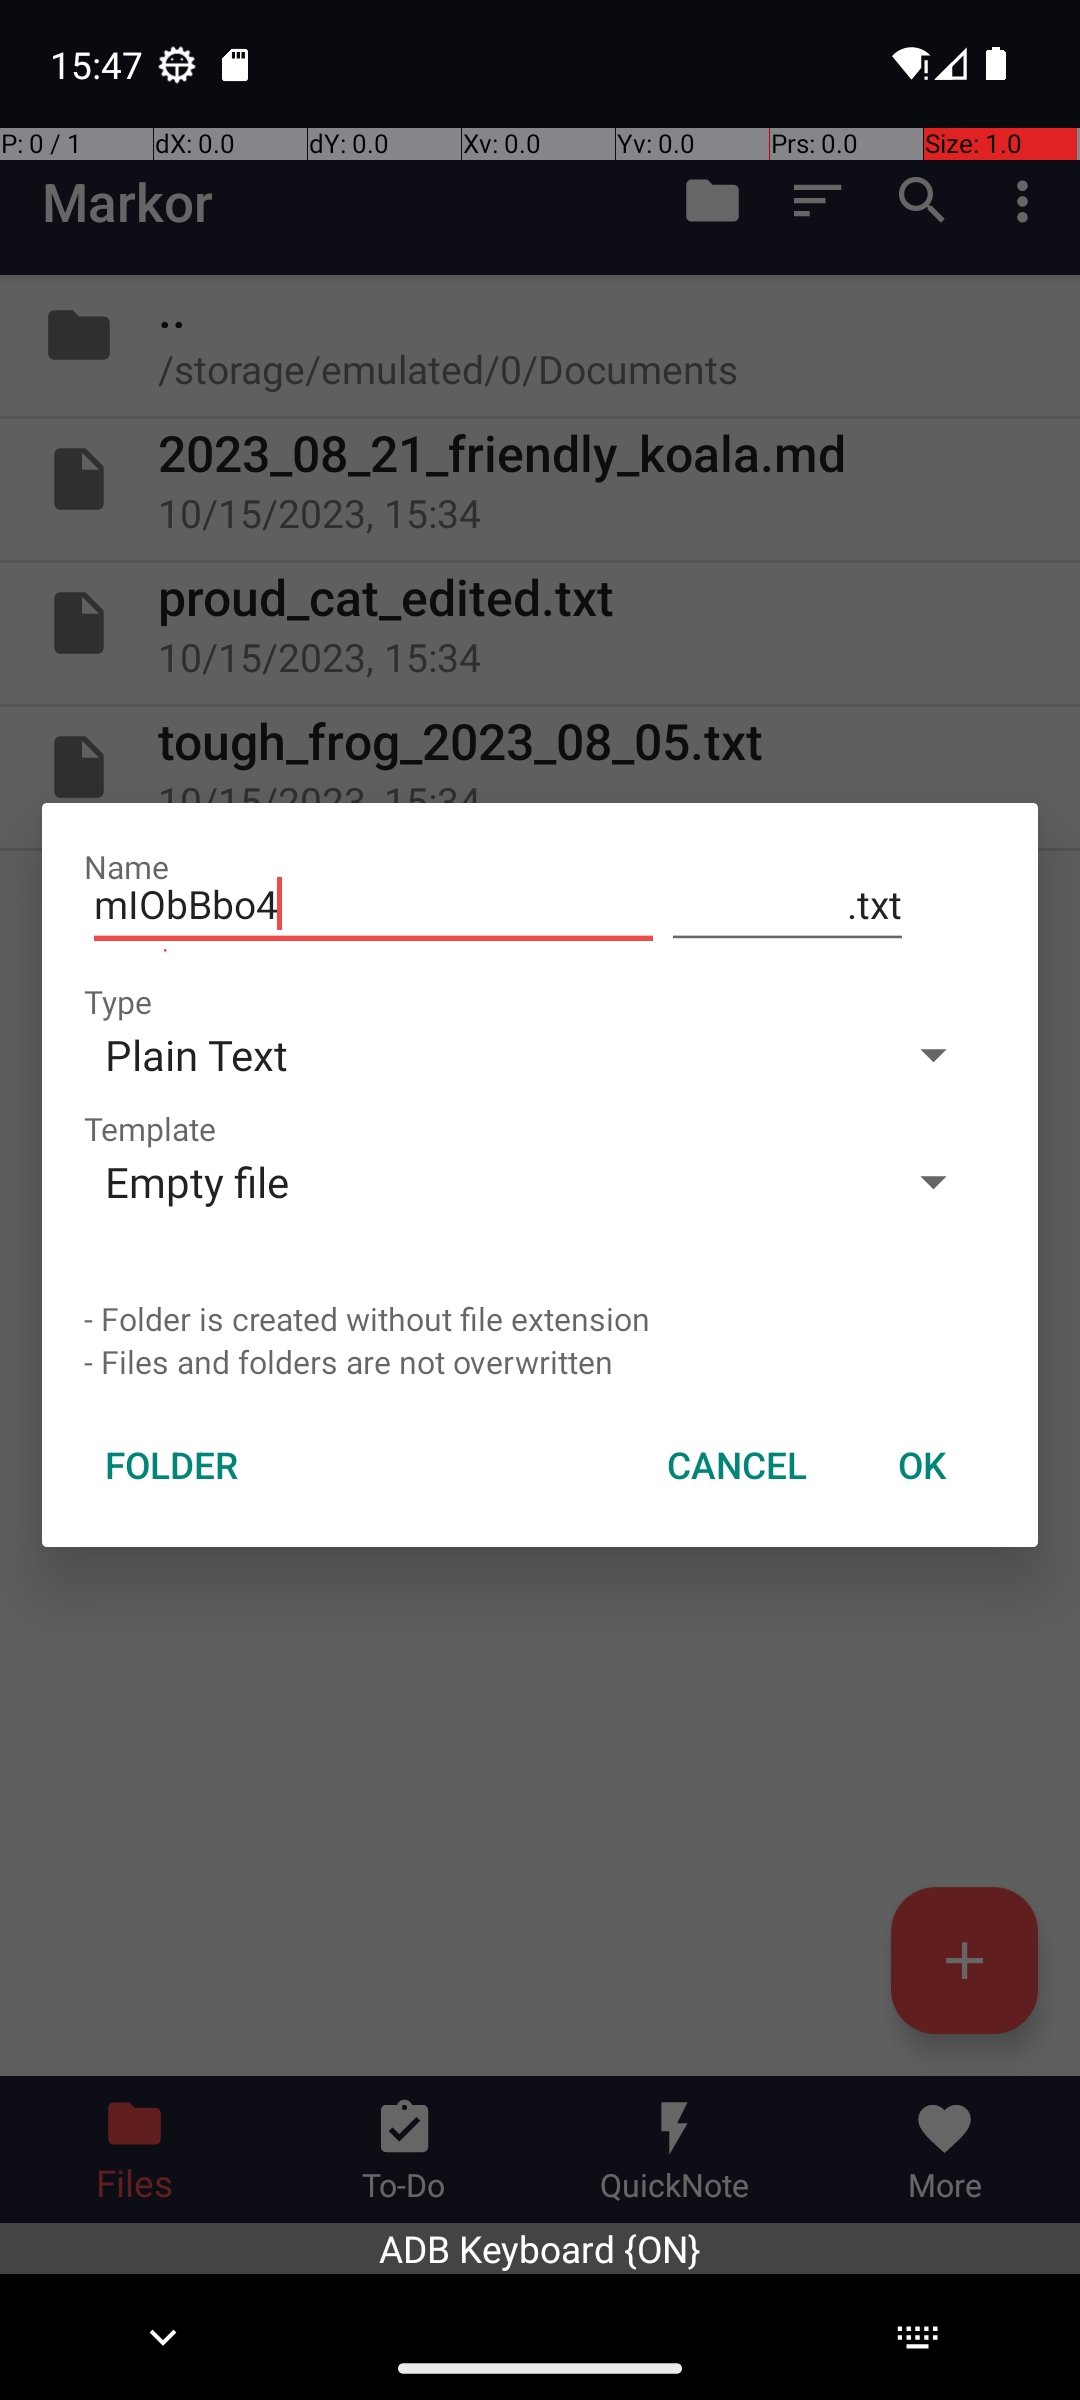 15:47
P: 0 / 1 dX: 0.0 dY: 0.0 Xv: 0.0 Yv: 0.0 Prs: 0.0 Size: 1.0
Markor
..
/storage/emulated/0/Documents
2023_08_21_friendly_koala.md
10/15/2023, 15:34
proud_cat_edited.txt
10/15/2023, 15:34
tough_frog_2023_08_05.txt
10/15/2023, 15:34
Name
mIObBbo4 .txt
Type
Plain Text
Template
Empty file
- Folder is created without file extension
- Files and folders are not overwritten
FOLDER CANCEL OK
Files To-Do QuickNote More
ADB Keyboard {ON}